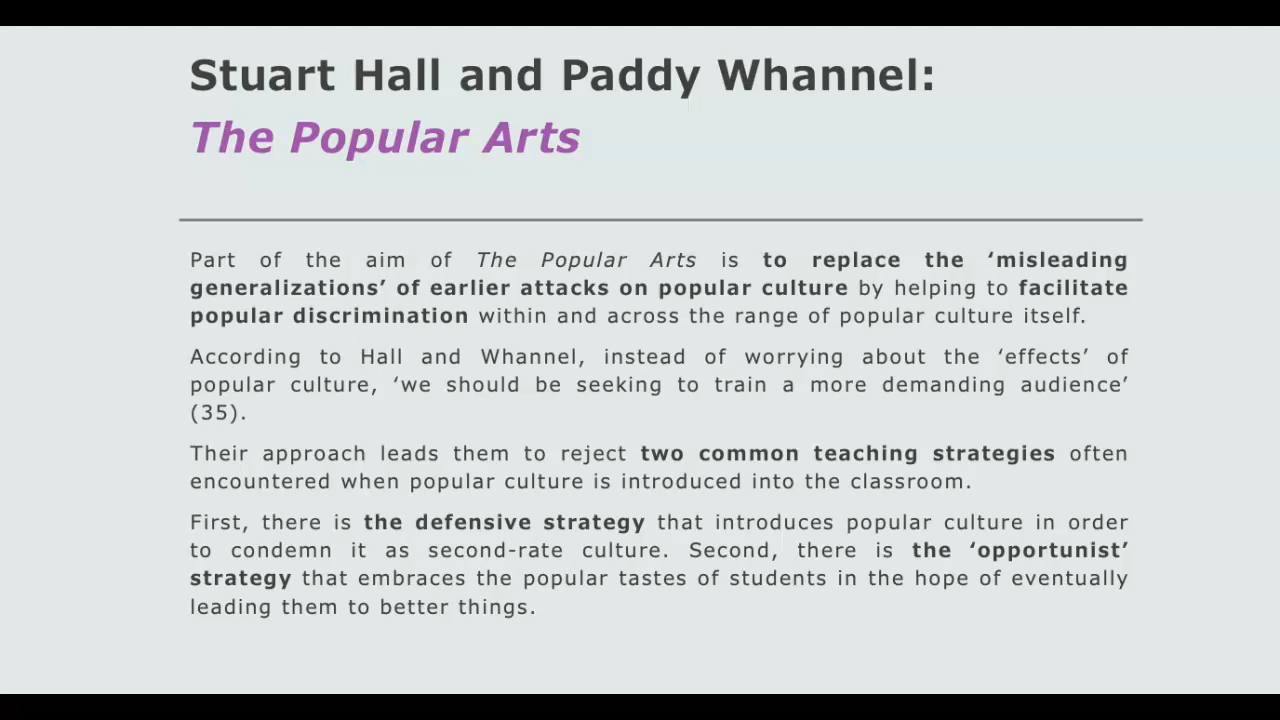 Stuart Hall and Paddy Whannel:
The Popular Arts
Part of the aim of The Popular Arts is to replace the ‘misleading
generalizations’ of earlier attacks on popular culture by helping to facilitate
popular discrimination within and across the range of popular culture itself.
According to Hall and Whannel, instead of worrying about the ‘effects’ of
popular culture, ‘we should be seeking to train a more demanding audience’
(35).
Their approach leads them to reject two common teaching strategies often
encountered when popular culture is introduced into the classroom.
First, there is the defensive strategy that introduces popular culture in order
to condemn it as second-rate culture. Second, there is the ‘opportunist’
strategy that embraces the popular tastes of students in the hope of eventually
leading them to better things.